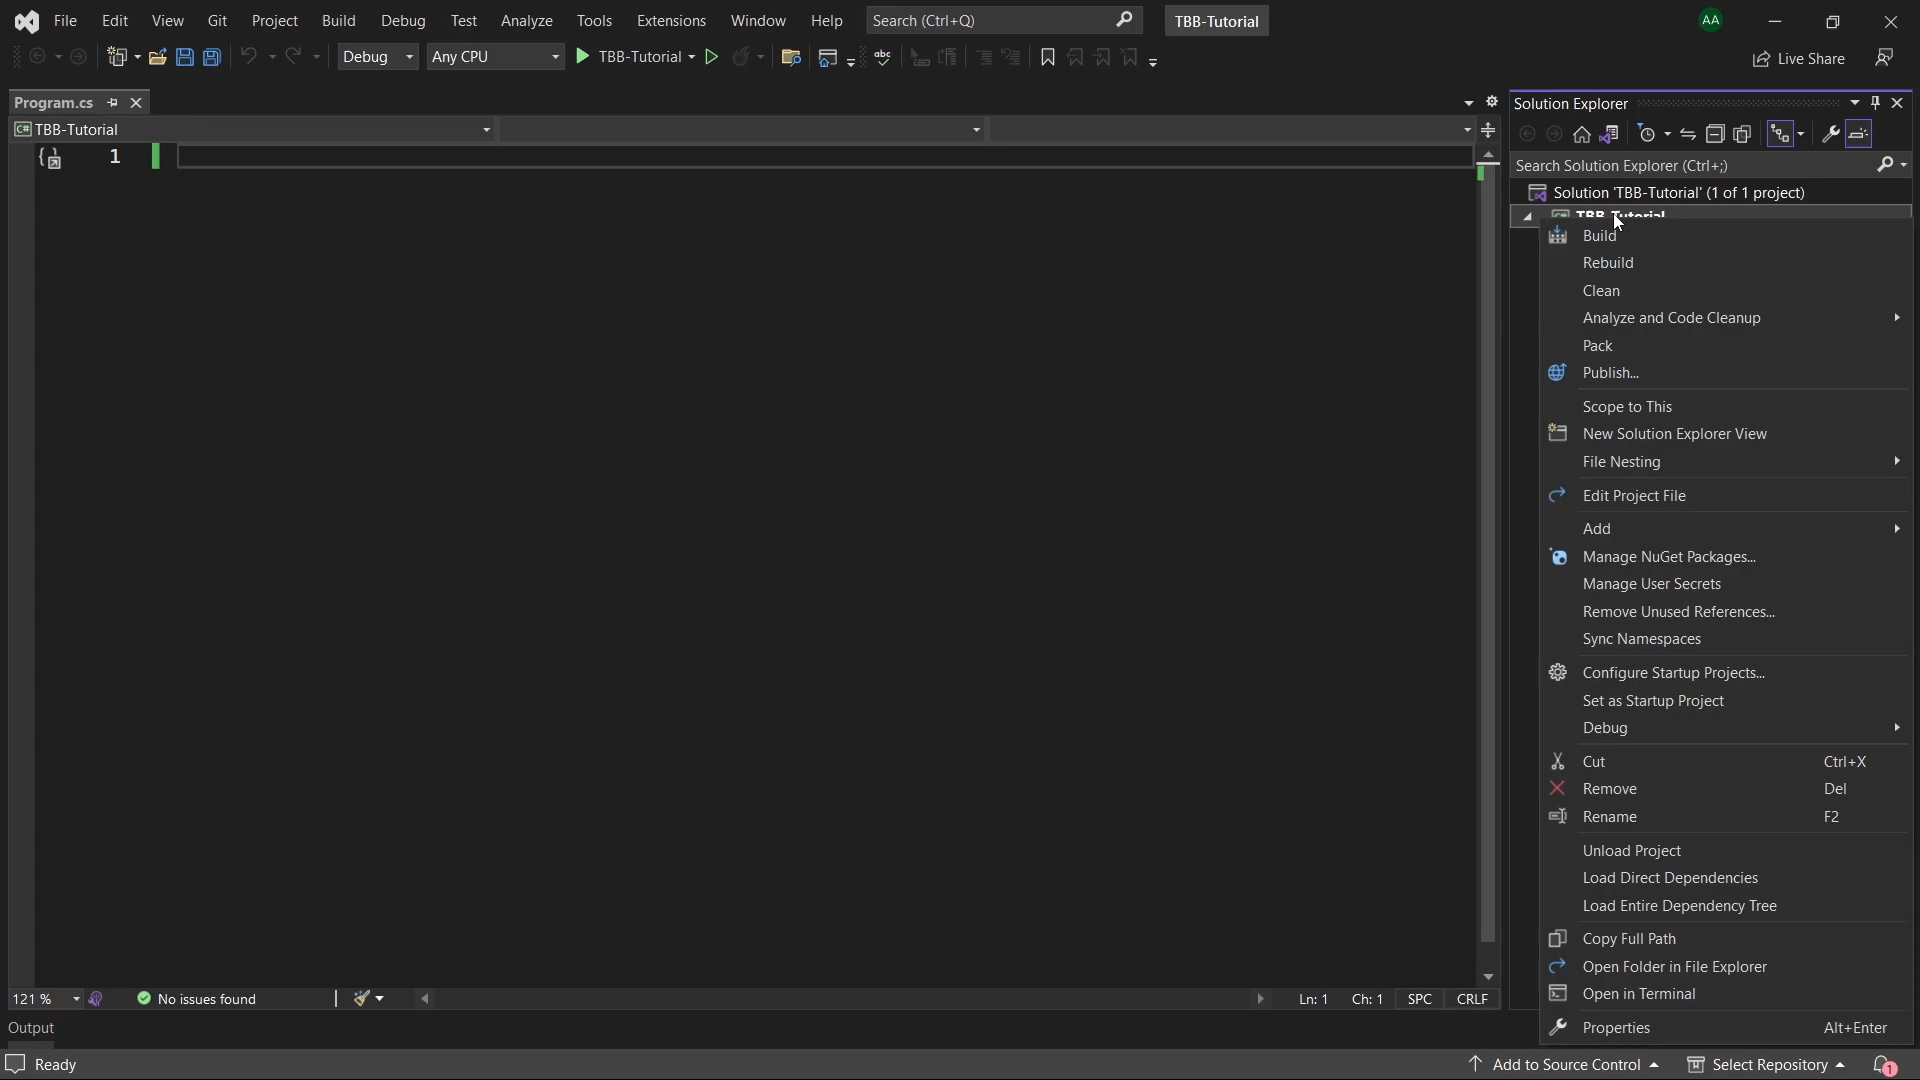 File Edit View Git Project Build Debug Test Analyze Tools Extensions Window Help Search (Ctrl+Q) TBB-Tutorial AA
Debug Any CPU TBB-Tutorial abc Live Share
Program.cs Solution Explorer
C# TBB-Tutorial
1
Search Solution Explorer (Ctrl+;)
Solution 'TBB-Tutorial' (1 of 1 project)
TBB-Tutorial
Build
Rebuild
Clean
Analyze and Code Cleanup
Pack
Publish...
Scope to This
New Solution Explorer View
File Nesting
Edit Project File
Add
Manage NuGet Packages...
Manage User Secrets
Remove Unused References...
Sync Namespaces
Configure Startup Projects...
Set as Startup Project
Debug
Cut Ctrl+X
Remove Del
Rename F2
Unload Project
Load Direct Dependencies
Load Entire Dependency Tree
Copy Full Path
Open Folder in File Explorer
Open in Terminal
Properties Alt+Enter
121 % No issues found Ln: 1 Ch: 1 SPC CRLF
Output
Ready Add to Source Control Select Repository 1